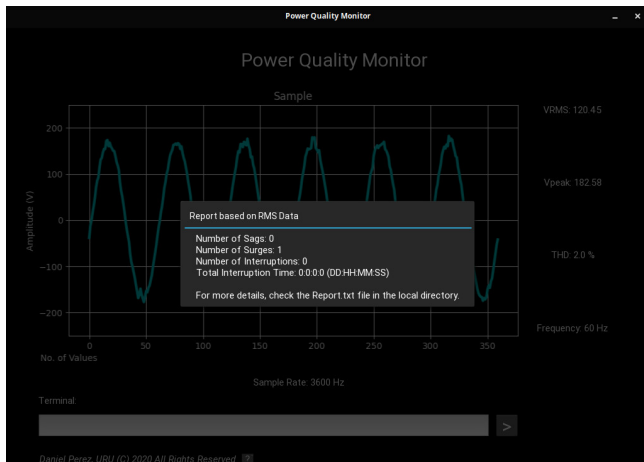 Power Quality Monitor
Power Quality Monitor
Sample
200
100
0
−100
−200
Amplitude (V)
0 50 100 150 200 250 300 350
No. of Values
VRMS: 120.45
Vpeak: 182.58
THD: 2.0 %
Frequency: 60 Hz
Report based on RMS Data
Number of Sags: 0
Number of Surges: 1
Number of Interruptions: 0
Total Interruption Time: 0:0:0:0 (DD:HH:MM:SS)
For more details, check the Report.txt file in the local directory.
Sample Rate: 3600 Hz
Terminal:
>
Daniel Perez, URU (C) 2020 All Rights Reserved ?